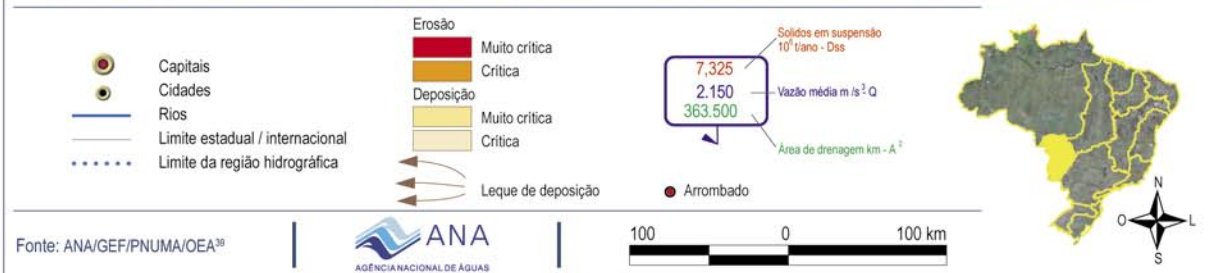 Capitais
Cidades
Rios
Limite estadual / internacional
Limite da região hidrográfica
Erosão
Muito crítica
Crítica
Deposição
Muito crítica
Crítica
Leque de deposição
7,325
2.150
363.500
Solidos em suspensão
10⁶ t/ano - Dss
Vazão média m /s³ Q
Área de drenagem km - A²
Arrombado
N
O
L
S
Fonte: ANA/GEF/PNUMA/OEA³⁹
ANA
AGÊNCIA NACIONAL DE ÁGUAS
100 0 100 km